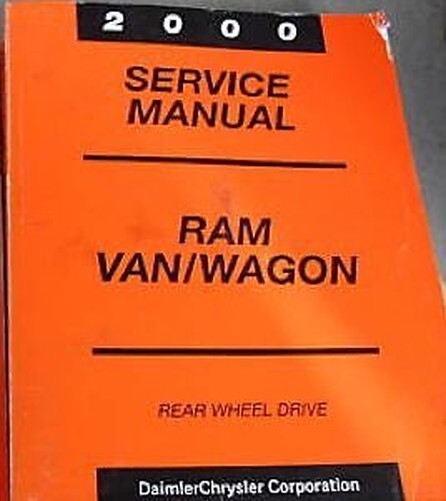 2000
SERVICE
MANUAL
RAM
VAN/WAGON
REAR WHEEL DRIVE
DaimlerChrysler Corporation